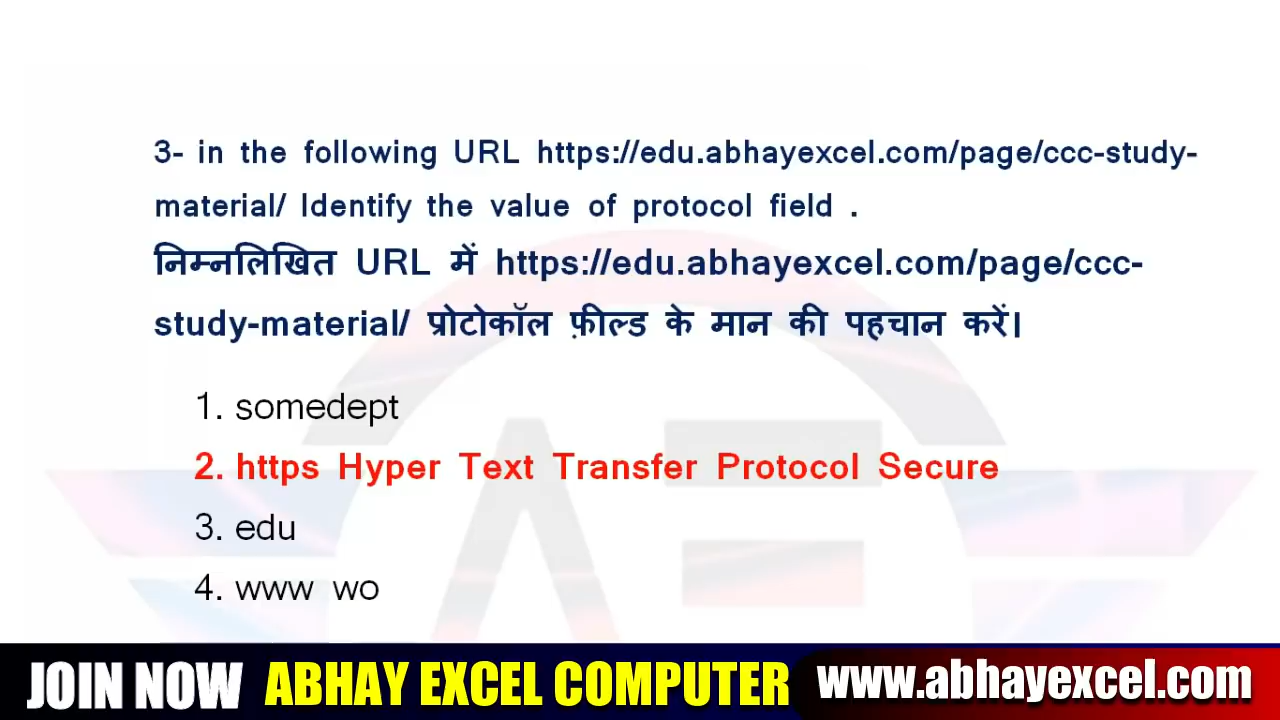 3- in the following URL https://edu.abhayexcel.com/page/ccc-study-
material/ Identify the value of protocol field .
निम्नलिखित URL में https://edu.abhayexcel.com/page/ccc-
study-material/ प्रोटोकॉल फ़ील्ड के मान की पहचान करें।
1. somedept
2. https Hyper Text Transfer Protocol Secure
3. edu
4. www wo
JOIN NOW ABHAY EXCEL COMPUTER www.abhayexcel.com